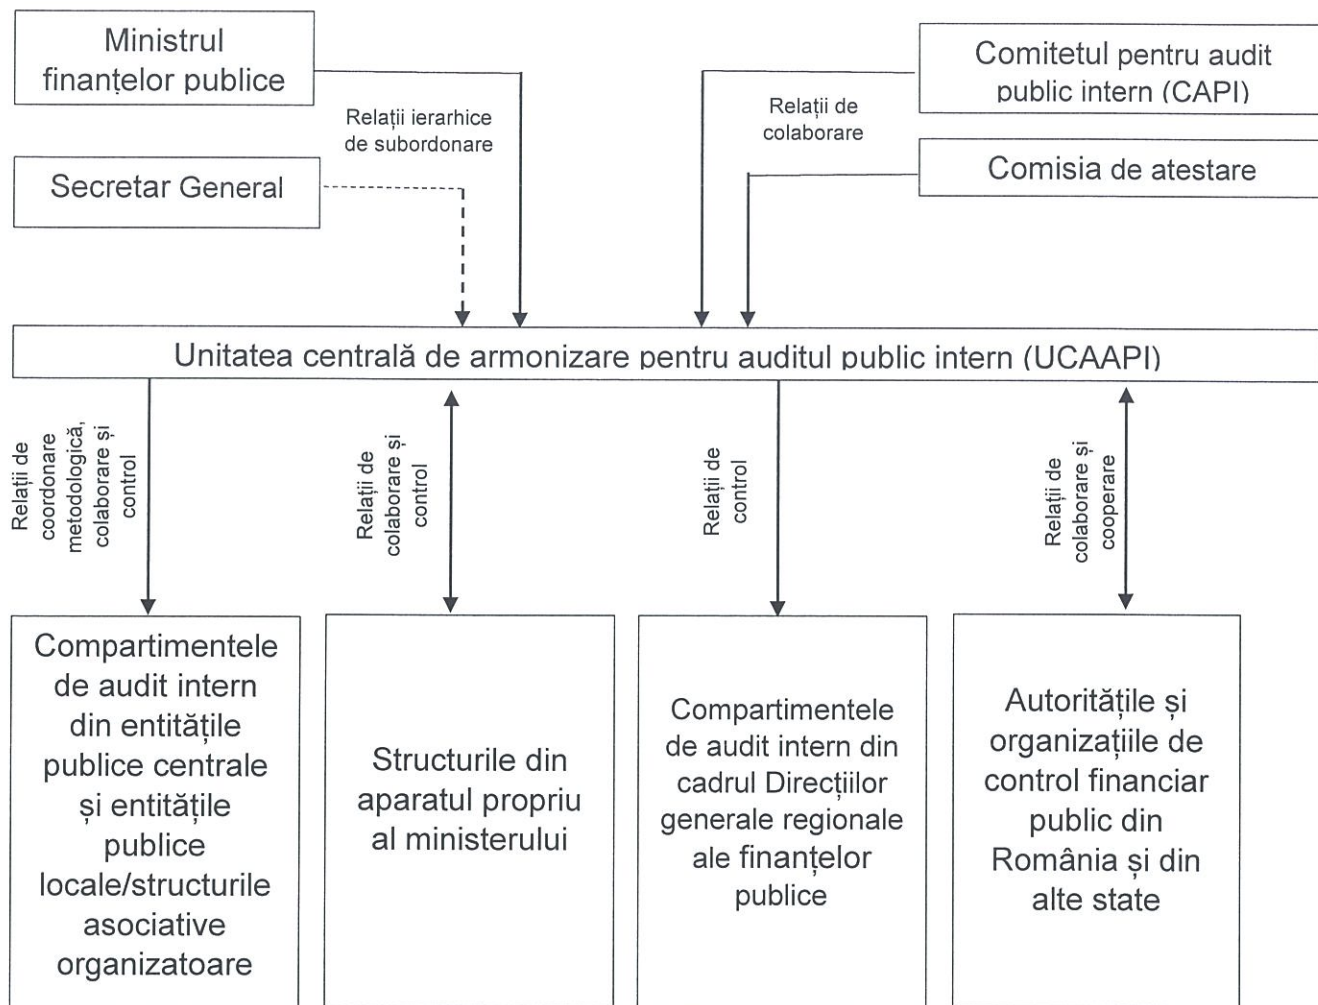 Ministrul
finanțelor publice
Comitetul pentru audit
public intern (CAPI)
Relații ierarhice
de subordonare
Relații de
colaborare
Secretar General
Comisia de atestare
Unitatea centrală de armonizare pentru auditul public intern (UCAAPI)
Relații de
coordonare
metodologică,
colaborare și
control
Relații de
colaborare și
control
Relații de
control
Relații de
colaborare și
cooperare
Compartimentele
de audit intern
din entitățile
publice centrale
și entitățile
publice
locale/structurile
asociative
organizatoare
Structurile din
aparatul propriu
al ministerului
Compartimentele
de audit intern din
cadrul Direcțiilor
generale regionale
ale finanțelor
publice
Autoritățile și
organizațiile de
control financiar
public din
România și din
alte state